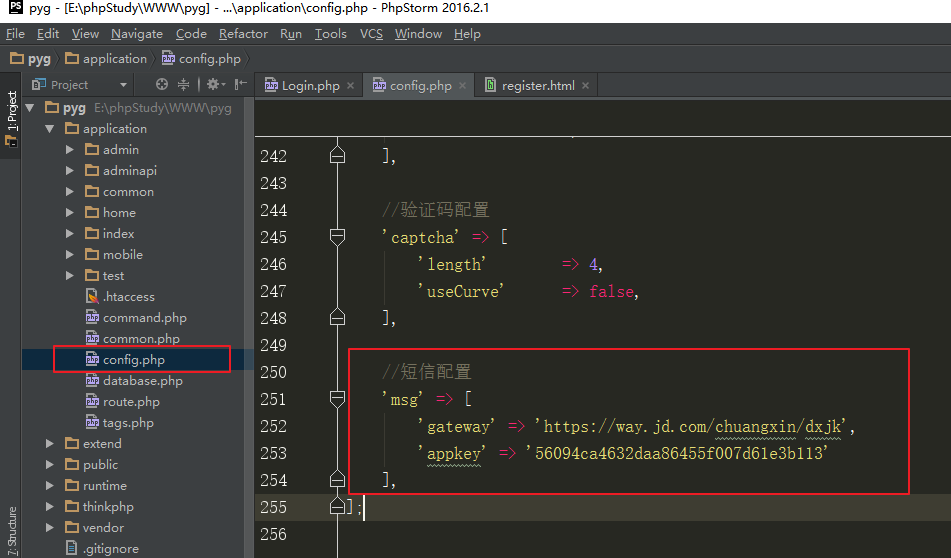 pyg - [E:\phpStudy\WWW\pyg] - ...\application\config.php - PhpStorm 2016.2.1
File Edit View Navigate Code Refactor Run Tools VCS Window Help
pyg application config.php
Project
Login.php × config.php × register.html ×
1: Project
pyg E:\phpStudy\WWW\pyg
application
admin
adminapi
common
home
index
mobile
test
.htaccess
command.php
common.php
config.php
database.php
route.php
tags.php
extend
public
runtime
thinkphp
vendor
.gitignore
7: Structure
242 ],
243
244 //验证码配置
245 'captcha' => [
246 'length' => 4,
247 'useCurve' => false,
248 ],
249
250 //短信配置
251 'msg' => [
252 'gateway' => 'https://way.jd.com/chuangxin/dxjk',
253 'appkey' => '56094ca4632daa86455f007d61e3b113'
254 ],
255 ];
256